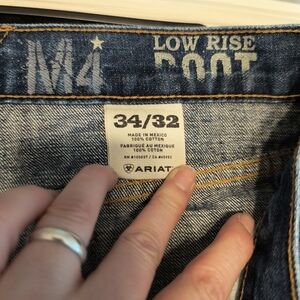 M4
LOW RISE
BOOT
34/32
MADE IN MEXICO
100% COTTON
FABRIQUÉ AU MEXIQUE
100% COTON
ARIAT